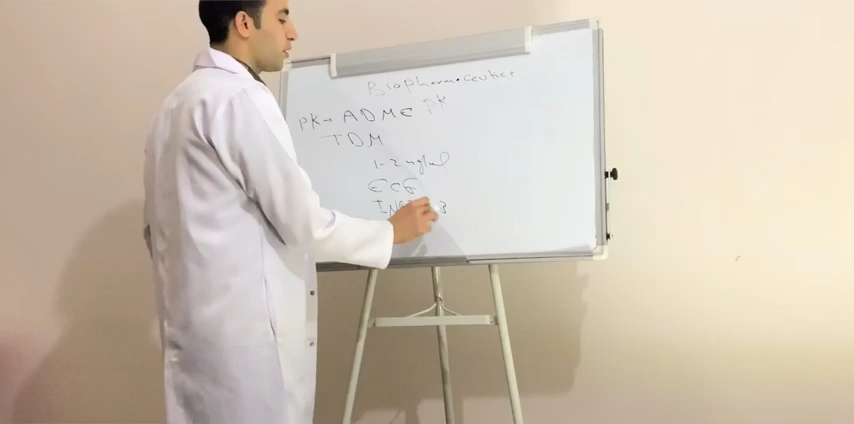 Biopharmaceutics
PK→ ADME PK
TDM
1-2 ng/ml
ECG